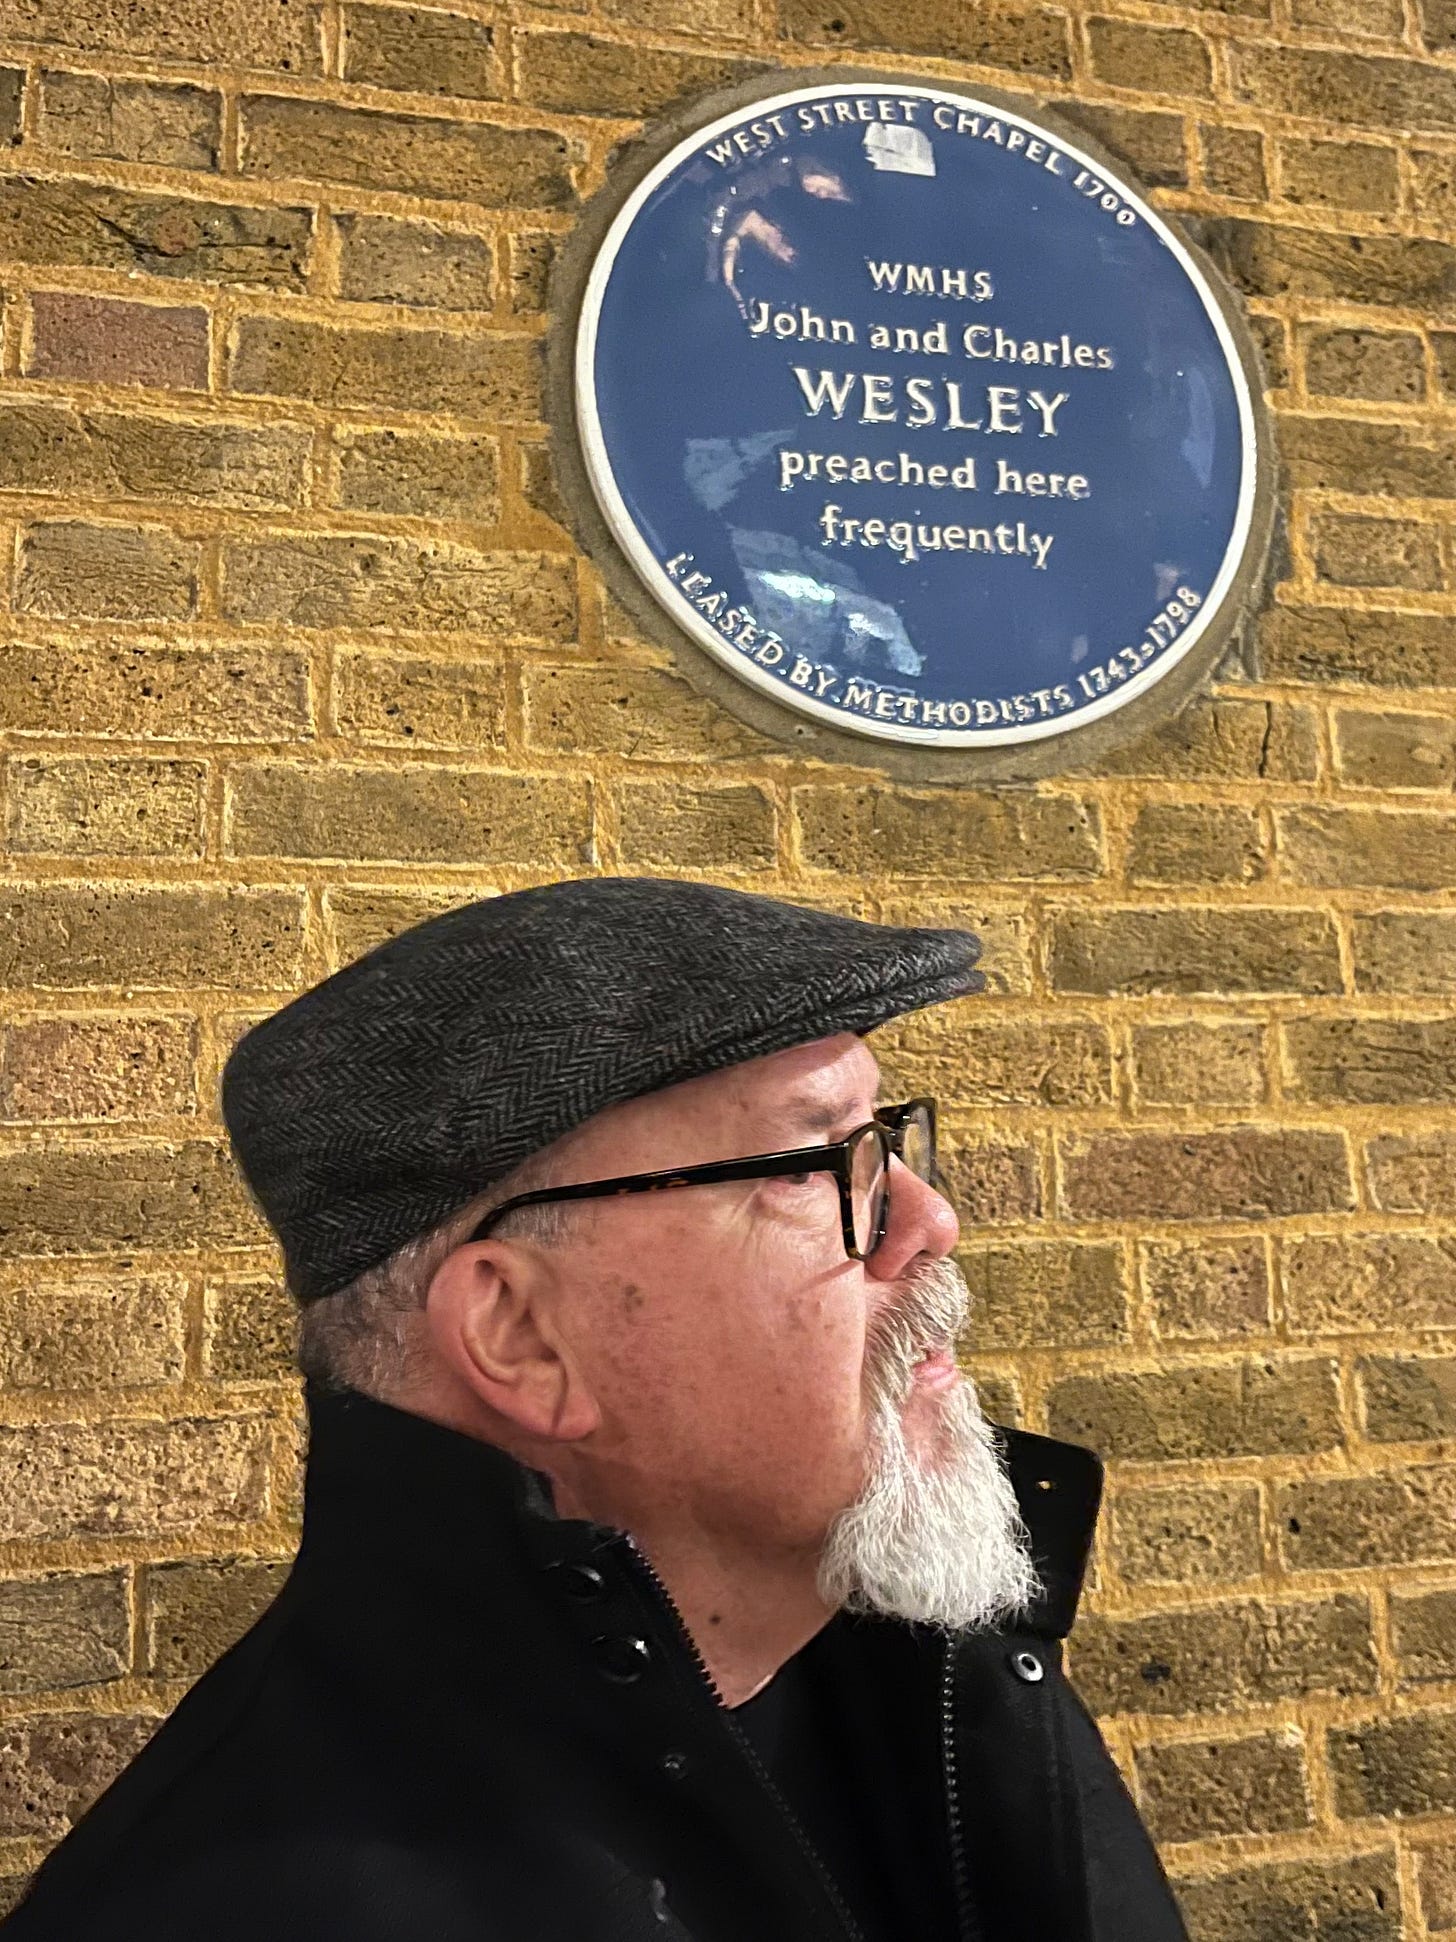 WEST STREET CHAPEL 1700
WMHS
John and Charles
WESLEY
preached here
frequently
LEASED BY METHODISTS 1743-1798